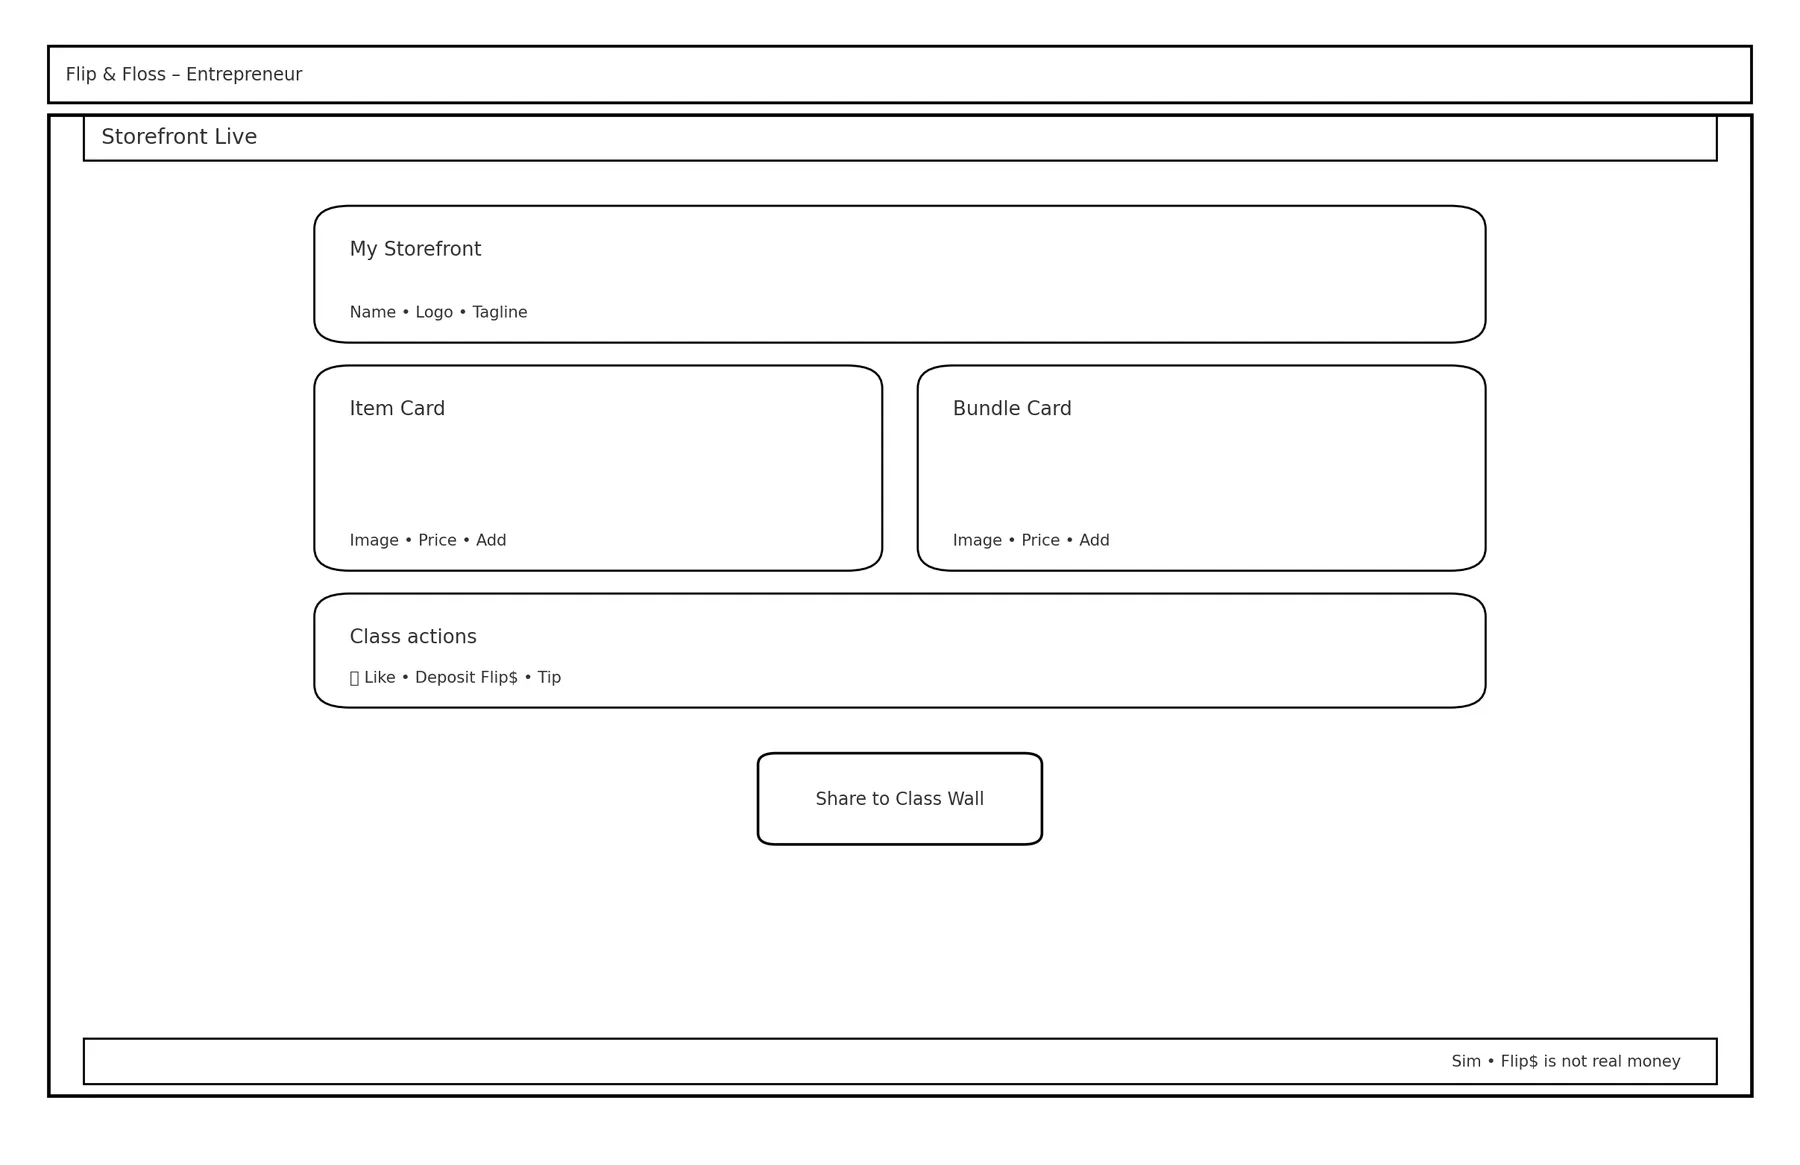 Flip & Floss – Entrepreneur
Storefront Live
My Storefront
Name • Logo • Tagline
Item Card
Image • Price • Add
Bundle Card
Image • Price • Add
Class actions
Like • Deposit Flip$ • Tip
Share to Class Wall
Sim • Flip$ is not real money